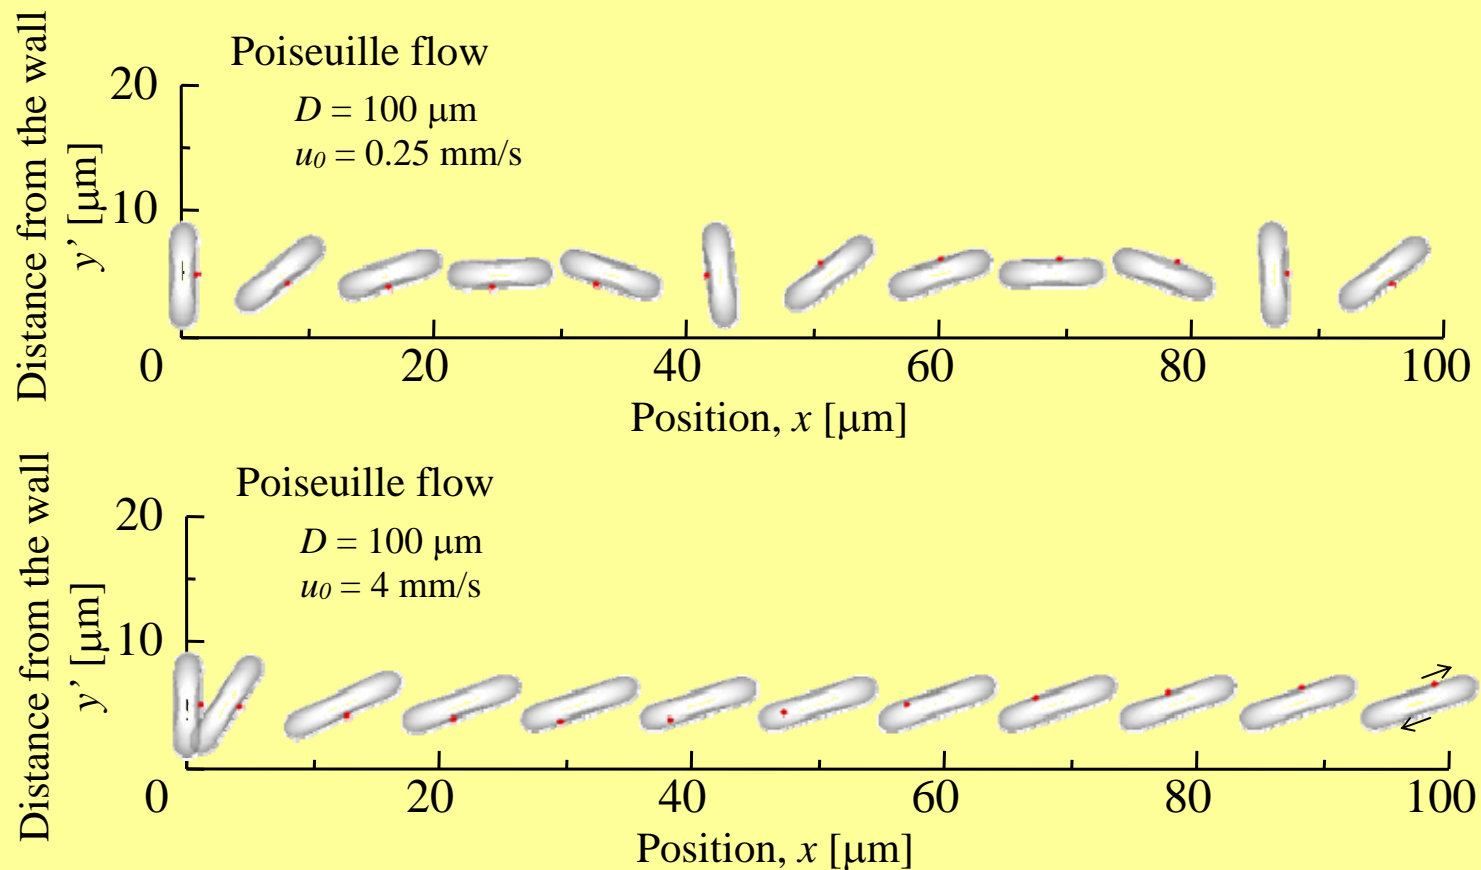 Distance from the wall
y' [μm]
Poiseuille flow
D = 100 μm
u0 = 0.25 mm/s
20
10
0
20
40
60
80
100
Position, x [μm]
Distance from the wall
y' [μm]
Poiseuille flow
D = 100 μm
u0 = 4 mm/s
20
10
0
20
40
60
80
100
Position, x [μm]